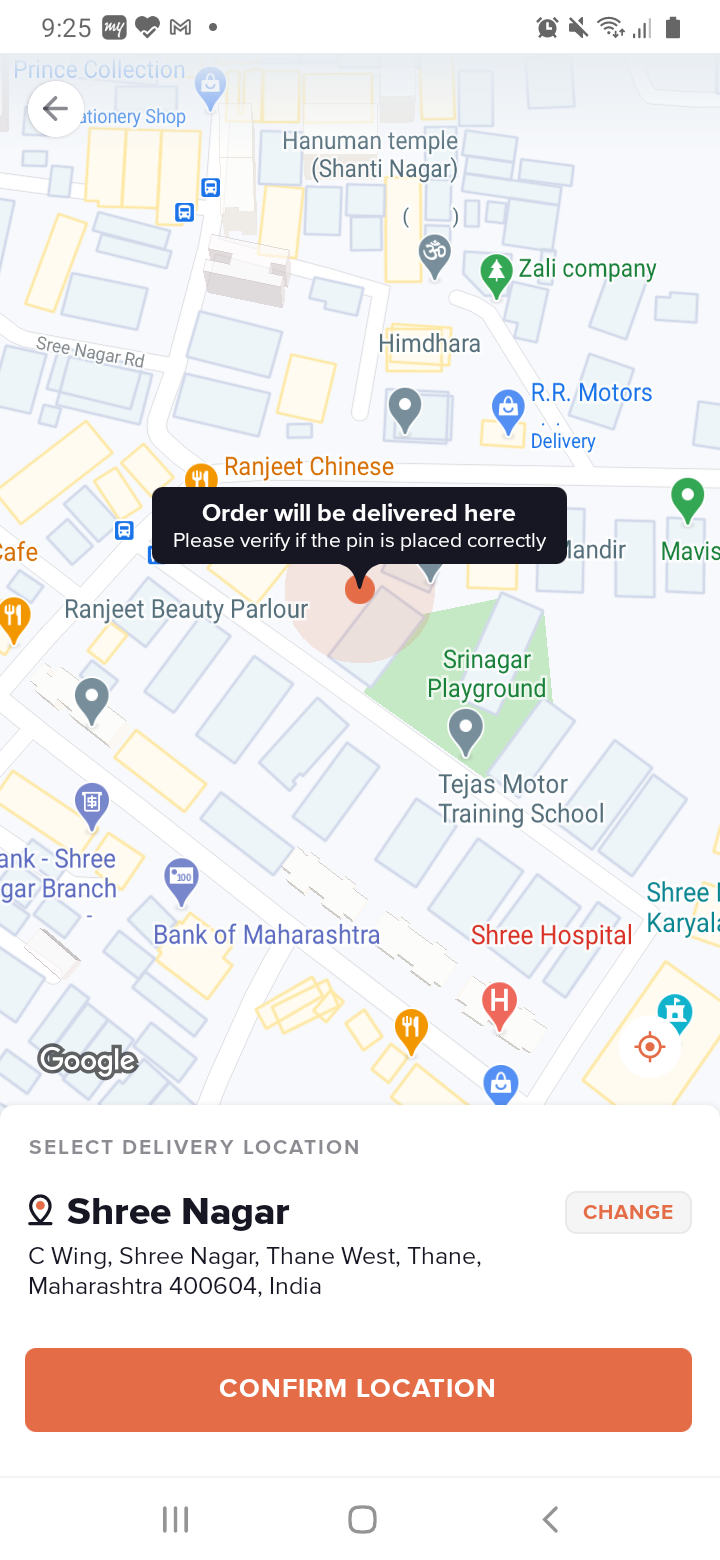 9:25
my
Prince Collection
ationery Shop
Hanuman temple
(Shanti Nagar)
( )
Zali company
Sree Nagar Rd
Himdhara
R.R. Motors
Delivery
Ranjeet Chinese
Order will be delivered here
Please verify if the pin is placed correctly
Cafe
Mandir
Mavis
Ranjeet Beauty Parlour
Srinagar
Playground
Tejas Motor
Training School
ank - Shree
gar Branch
-
100
Bank of Maharashtra
Shree
Karyala
Shree Hospital
H
Google
SELECT DELIVERY LOCATION
Shree Nagar
CHANGE
C Wing, Shree Nagar, Thane West, Thane,
Maharashtra 400604, India
CONFIRM LOCATION